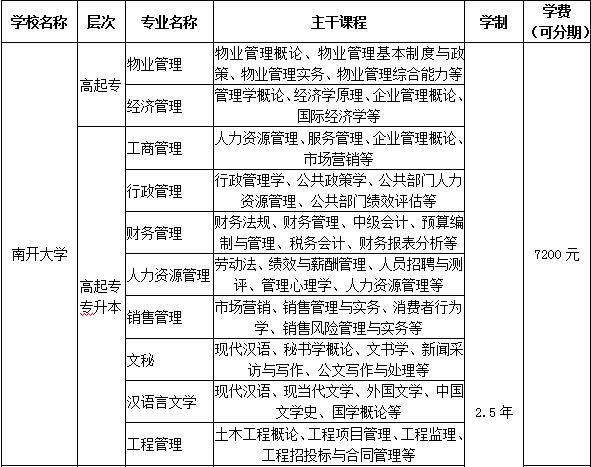 学校名称 层次 专业名称 主干课程 学制 学费
（可分期）
南开大学
高起专
物业管理
物业管理概论、物业管理基本制度与政
策、物业管理实务、物业管理综合能力等
经济管理
管理学概论、经济学原理、企业管理概论、
国际经济学等
高起专
专升本
工商管理
人力资源管理、服务管理、企业管理概论、
市场营销等
行政管理
行政管理学、公共政策学、公共部门人力
资源管理、公共部门绩效评估等
财务管理
财务法规、财务管理、中级会计、预算编
制与管理、税务会计、财务报表分析等
人力资源管理
劳动法、绩效与薪酬管理、人员招聘与测
评、管理心理学、人力资源管理等
销售管理
市场营销、销售管理与实务、消费者行为
学、销售风险管理与实务等
文秘
现代汉语、秘书学概论、文书学、新闻采
访与写作、公文写作与处理等
汉语言文学
现代汉语、现当代文学、外国文学、中国
文学史、国学概论等
工程管理
土木工程概论、工程项目管理、工程监理、
工程招投标与合同管理等
2.5 年
7200 元